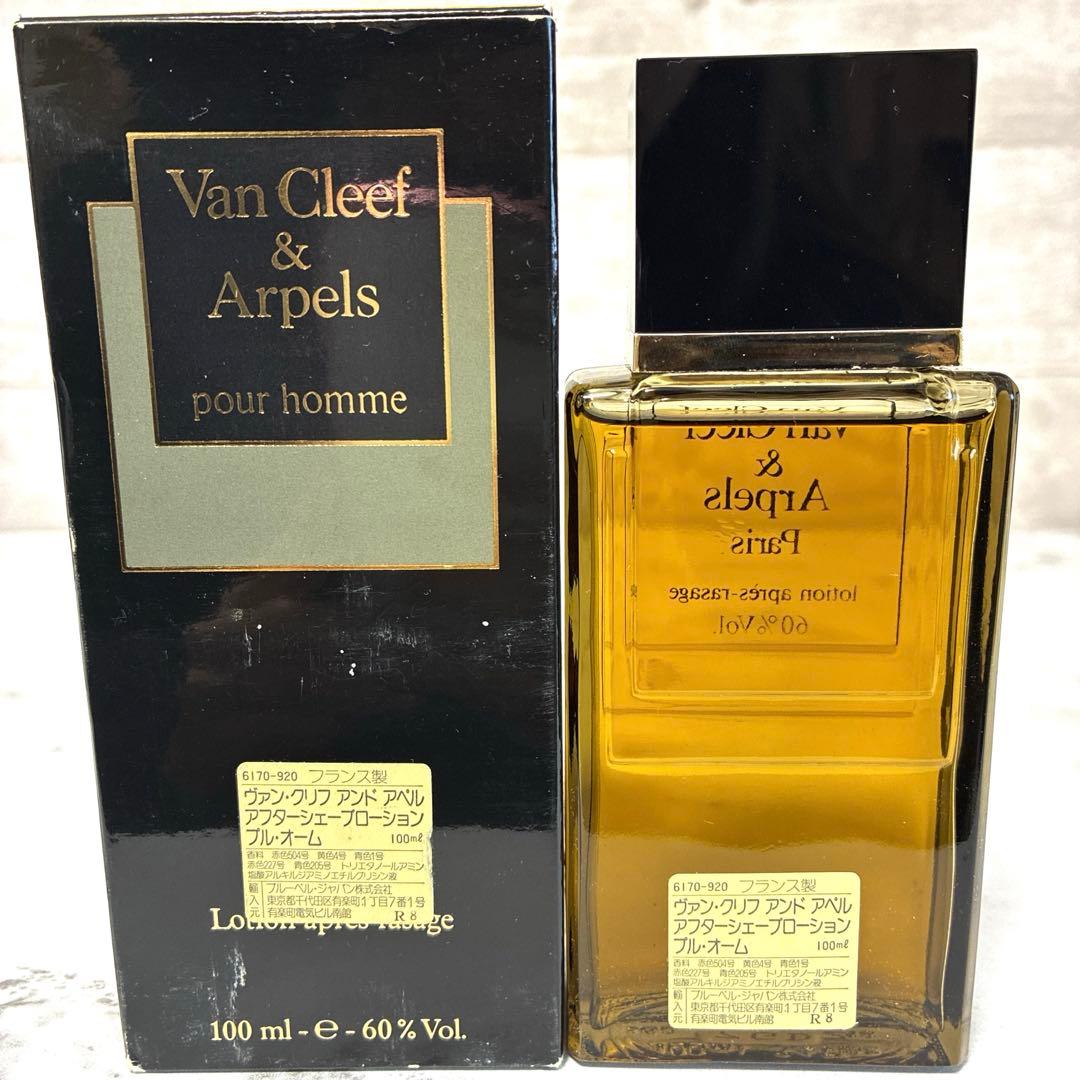 Van Cleef
&
Arpels
pour homme
6170-920 フランス製
ヴァン・クリフ アンド アペル
アフターシェーブローション
プル・オーム 100ml
香料 赤色504号 黄色4号 青色1号
赤色227号 青色205号 トリエタノールアミン
塩酸アルキルジアミノエチルグリシン液
輸入元
ブルーベル・ジャパン株式会社
東京都千代田区有楽町1丁目7番1号
有楽町電気ビル南館 R 8
Lotion après-rasage
100 ml - e - 60 % Vol.
Van Cleef
&
Arpels
Paris
lotion après-rasage
60%Vol.
6170-920 フランス製
ヴァン・クリフ アンド アペル
アフターシェーブローション
プル・オーム 100ml
香料 赤色504号 黄色4号 青色1号
赤色227号 青色205号 トリエタノールアミン
塩酸アルキルジアミノエチルグリシン液
輸入元
ブルーベル・ジャパン株式会社
東京都千代田区有楽町1丁目7番1号
有楽町電気ビル南館 R 8